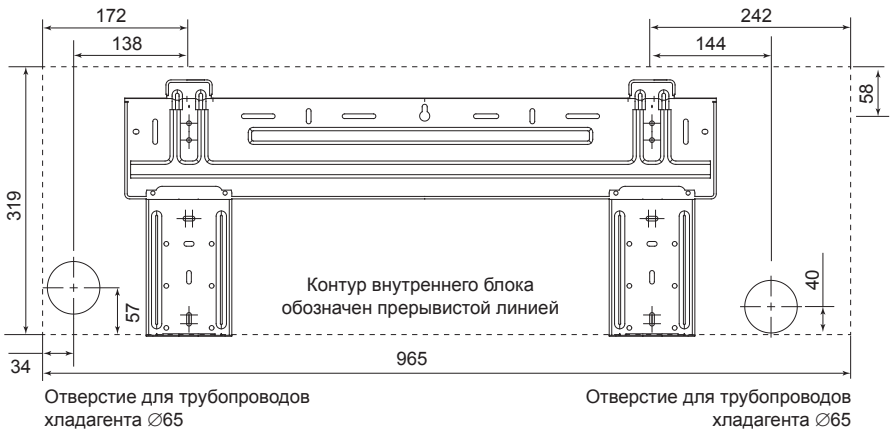 172
242
138
144
58
319
Контур внутреннего блока
обозначен прерывистой линией
57
40
34
965
Отверстие для трубопроводов
хладагента ∅65
Отверстие для трубопроводов
хладагента ∅65